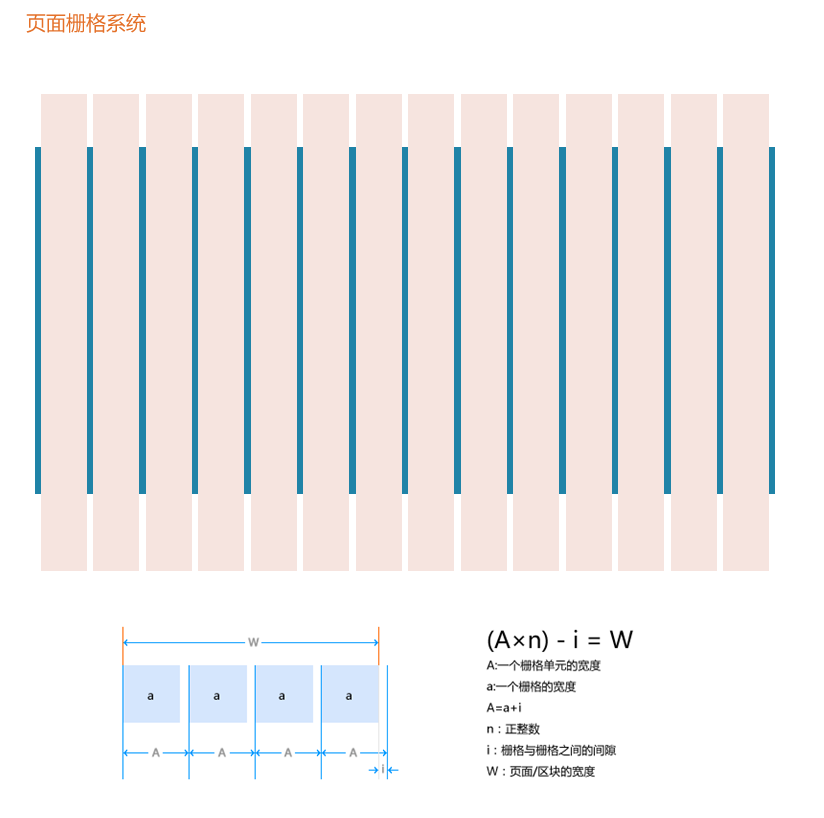 页面栅格系统
W
a a a a
A A A A
i
(A×n) - i = W
A:一个栅格单元的宽度
a:一个栅格的宽度
A=a+i
n：正整数
i：栅格与栅格之间的间隙
W：页面/区块的宽度